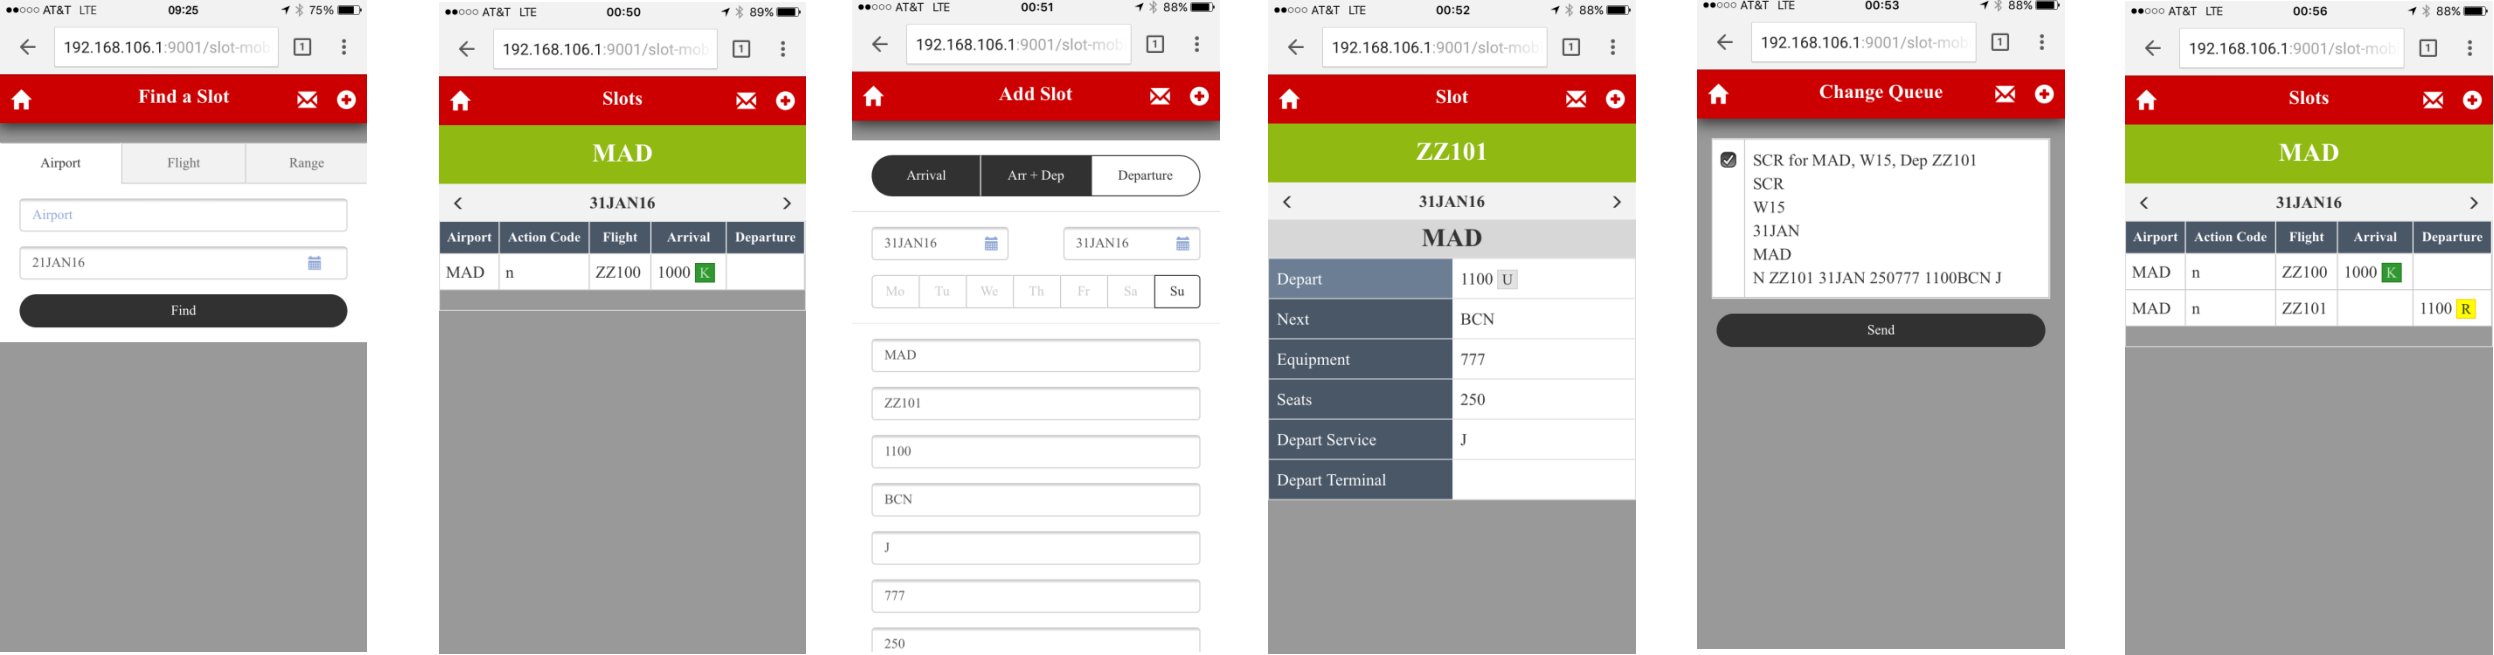 AT&T LTE 09:25 75%
192.168.106.1:9001/slot-mob 1
Find a Slot
Airport Flight Range
Airport
21JAN16
Find
AT&T LTE 00:50 89%
192.168.106.1:9001/slot-mob 1
Slots
MAD
31JAN16
Airport Action Code Flight Arrival Departure
MAD n ZZ100 1000 K
AT&T LTE 00:51 88%
192.168.106.1:9001/slot-mob 1
Add Slot
Arrival Arr + Dep Departure
31JAN16 31JAN16
Mo Tu We Th Fr Sa Su
MAD
ZZ101
1100
BCN
J
777
250
AT&T LTE 00:52 88%
192.168.106.1:9001/slot-mob 1
Slot
ZZ101
31JAN16
MAD
Depart 1100 U
Next BCN
Equipment 777
Seats 250
Depart Service J
Depart Terminal
AT&T LTE 00:53 88%
192.168.106.1:9001/slot-mob 1
Change Queue
SCR for MAD, W15, Dep ZZ101
SCR
W15
31JAN
MAD
N ZZ101 31JAN 250777 1100BCN J
Send
AT&T LTE 00:56 88%
192.168.106.1:9001/slot-mob 1
Slots
MAD
31JAN16
Airport Action Code Flight Arrival Departure
MAD n ZZ100 1000 K
MAD n ZZ101 1100 R